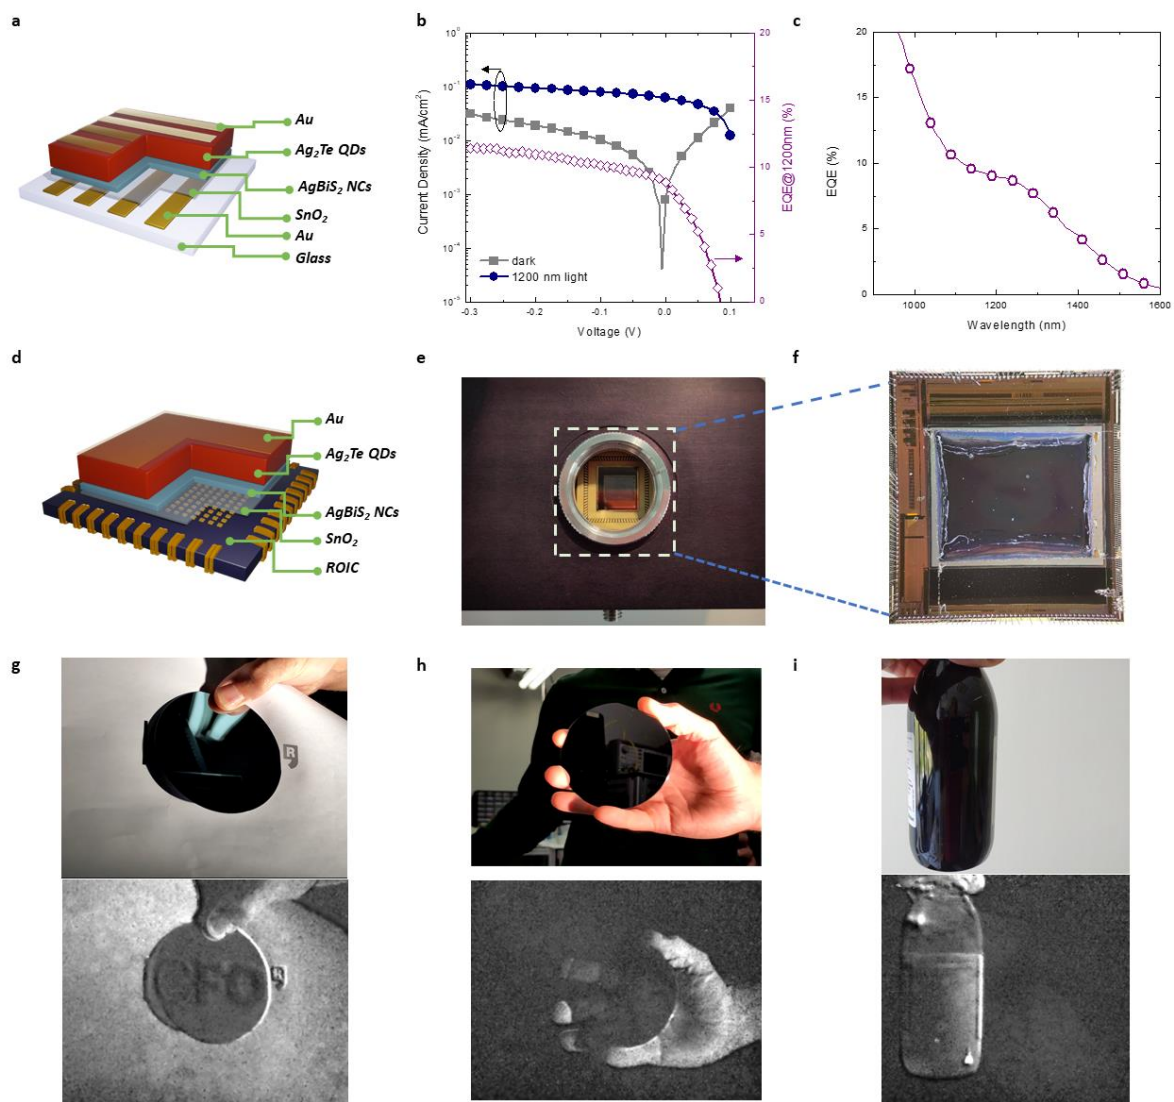 a
Au
Ag₂Te QDs
AgBiS₂ NCs
SnO₂
Au
Glass
b
10⁰
10⁻¹
10⁻²
10⁻³
10⁻⁴
10⁻⁵
Current Density (mA/cm²)
dark
1200 nm light
-0.3 -0.2 -0.1 0.0 0.1
Voltage (V)
20
15
10
5
0
EQE@1200nm (%)
c
20
15
10
5
0
EQE (%)
1000 1200 1400 1600
Wavelength (nm)
d
Au
Ag₂Te QDs
AgBiS₂ NCs
SnO₂
ROIC
e
f
g
R
h
i